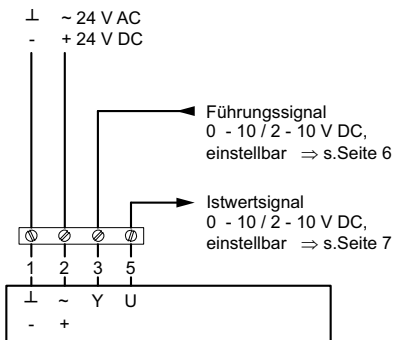 ⊥ ~ 24 V AC
- + 24 V DC
Führungssignal
0 - 10 / 2 - 10 V DC,
einstellbar ⇒ s.Seite 6
Istwertsignal
0 - 10 / 2 - 10 V DC,
einstellbar ⇒ s.Seite 7
1 2 3 5
⊥ ~ Y U
- +